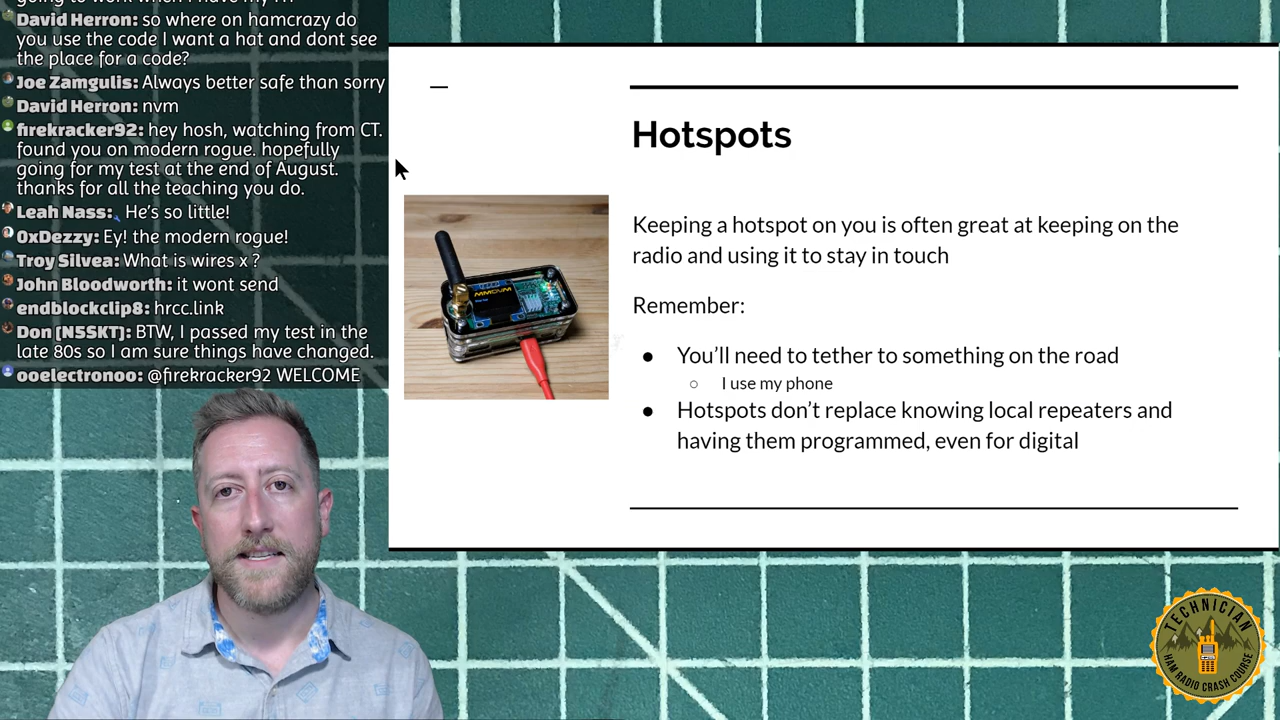 going to work when I have my
David Herron: so where on hamcrazy do
you use the code I want a hat and dont see
the place for a code?
Joe Zamgulis: Always better safe than sorry
David Herron: nvm
firekracker92: hey hosh, watching from CT.
found you on modern rogue. hopefully
going for my test at the end of August.
thanks for all the teaching you do.
Leah Nass: He's so little!
0xDezzy: Ey! the modern rogue!
Troy Silvea: What is wires x ?
John Bloodworth: it wont send
endblockclip8: hrcc.link
Don (N5SKT): BTW, I passed my test in the
late 80s so I am sure things have changed.
ooelectronoo: @firekracker92 WELCOME
Hotspots
Keeping a hotspot on you is often great at keeping on the
radio and using it to stay in touch
Remember:
● You'll need to tether to something on the road
○ I use my phone
● Hotspots don't replace knowing local repeaters and
having them programmed, even for digital
MMDVM
TECHNICIAN
HAM RADIO CRASH COURSE